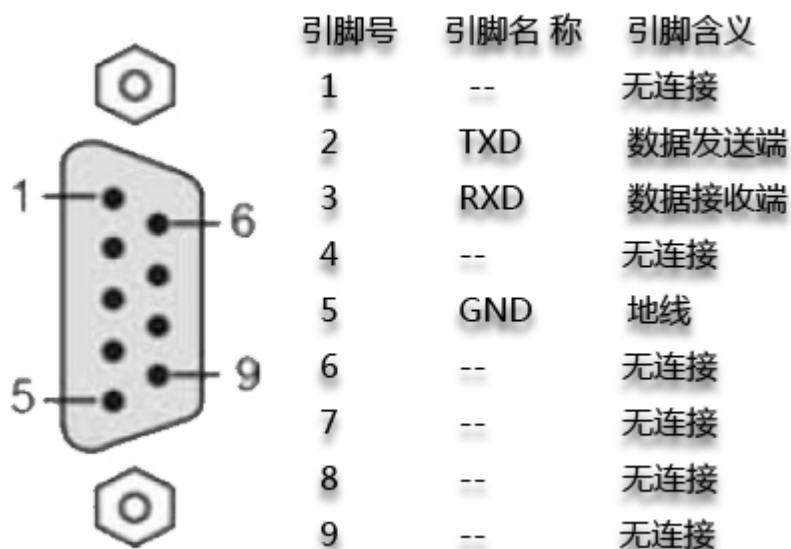 引脚号 引脚名 称 引脚含义
1 -- 无连接
2 TXD 数据发送端
3 RXD 数据接收端
4 -- 无连接
5 GND 地线
6 -- 无连接
7 -- 无连接
8 -- 无连接
9 -- 无连接
1
6
9
5